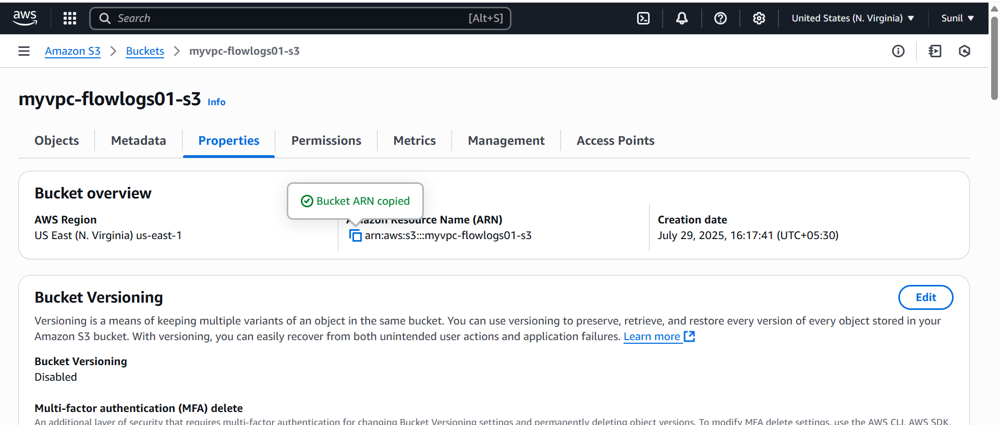 aws
Search [Alt+S]
United States (N. Virginia) ▼ Sunil ▼
Amazon S3 > Buckets > myvpc-flowlogs01-s3
myvpc-flowlogs01-s3 Info
Objects Metadata Properties Permissions Metrics Management Access Points
Bucket overview
Bucket ARN copied
AWS Region
US East (N. Virginia) us-east-1
Amazon Resource Name (ARN)
arn:aws:s3:::myvpc-flowlogs01-s3
Creation date
July 29, 2025, 16:17:41 (UTC+05:30)
Bucket Versioning
Edit
Versioning is a means of keeping multiple variants of an object in the same bucket. You can use versioning to preserve, retrieve, and restore every version of every object stored in your
Amazon S3 bucket. With versioning, you can easily recover from both unintended user actions and application failures. Learn more
Bucket Versioning
Disabled
Multi-factor authentication (MFA) delete
An additional layer of security that requires multi-factor authentication for changing Bucket Versioning settings and permanently deleting object versions. To modify MFA delete settings, use the AWS CLI, AWS SDK,